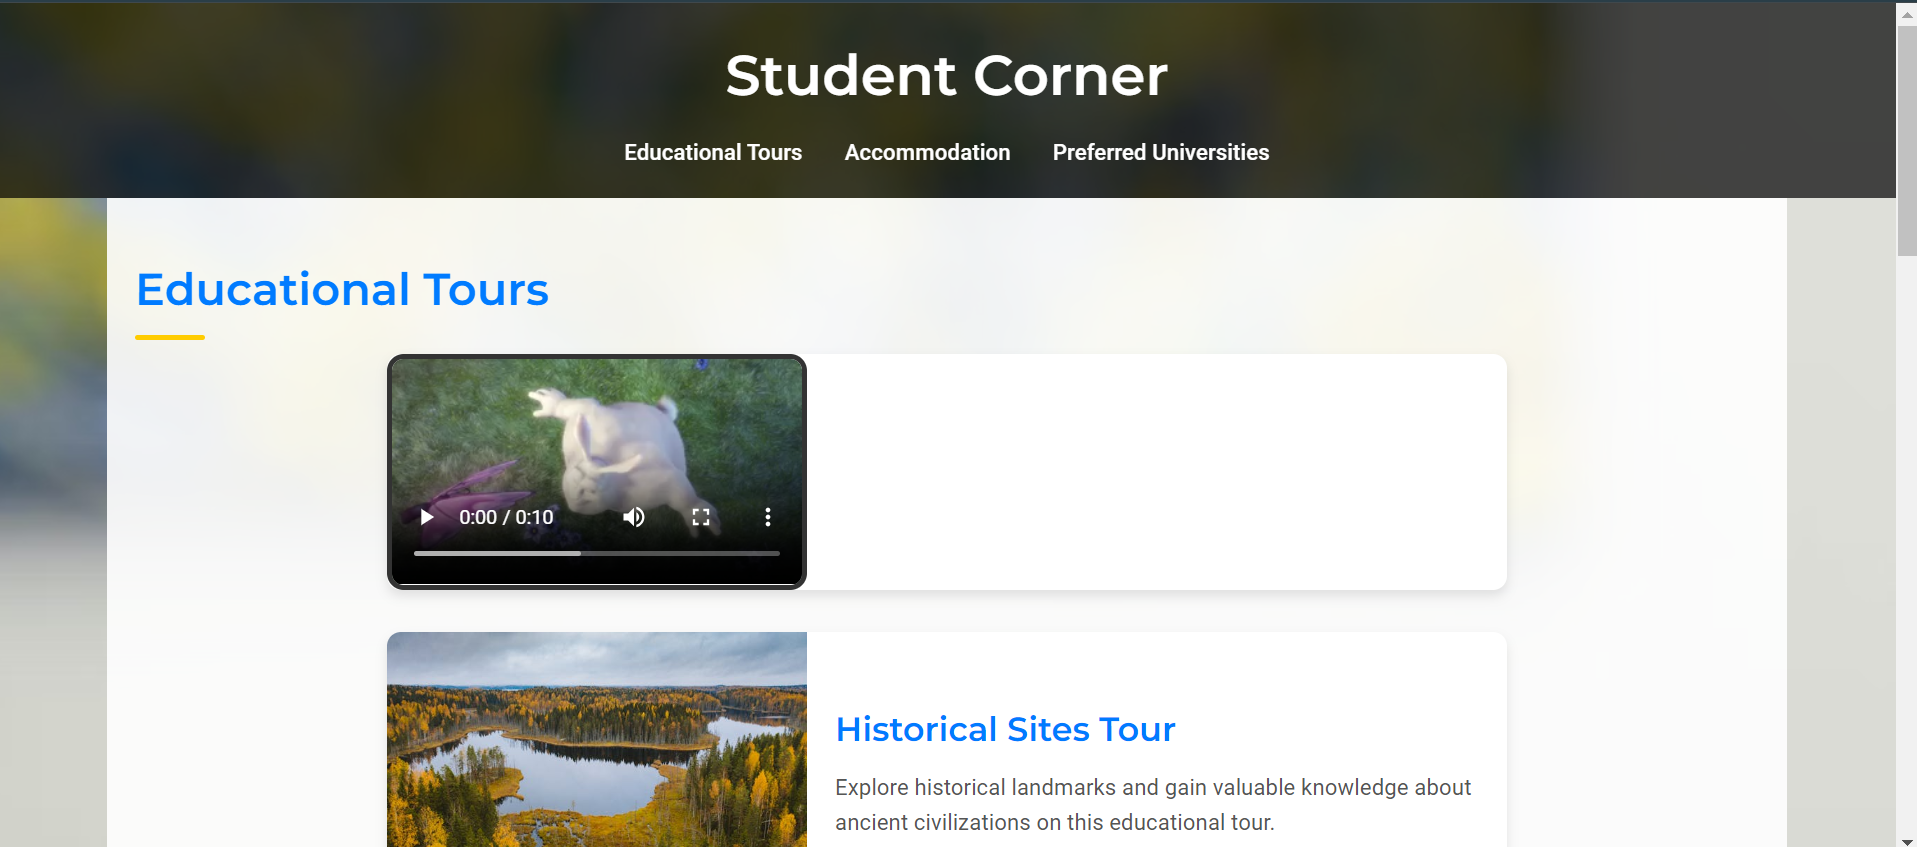 Student Corner
Educational Tours Accommodation Preferred Universities
Educational Tours
0:00 / 0:10
Historical Sites Tour
Explore historical landmarks and gain valuable knowledge about
ancient civilizations on this educational tour.